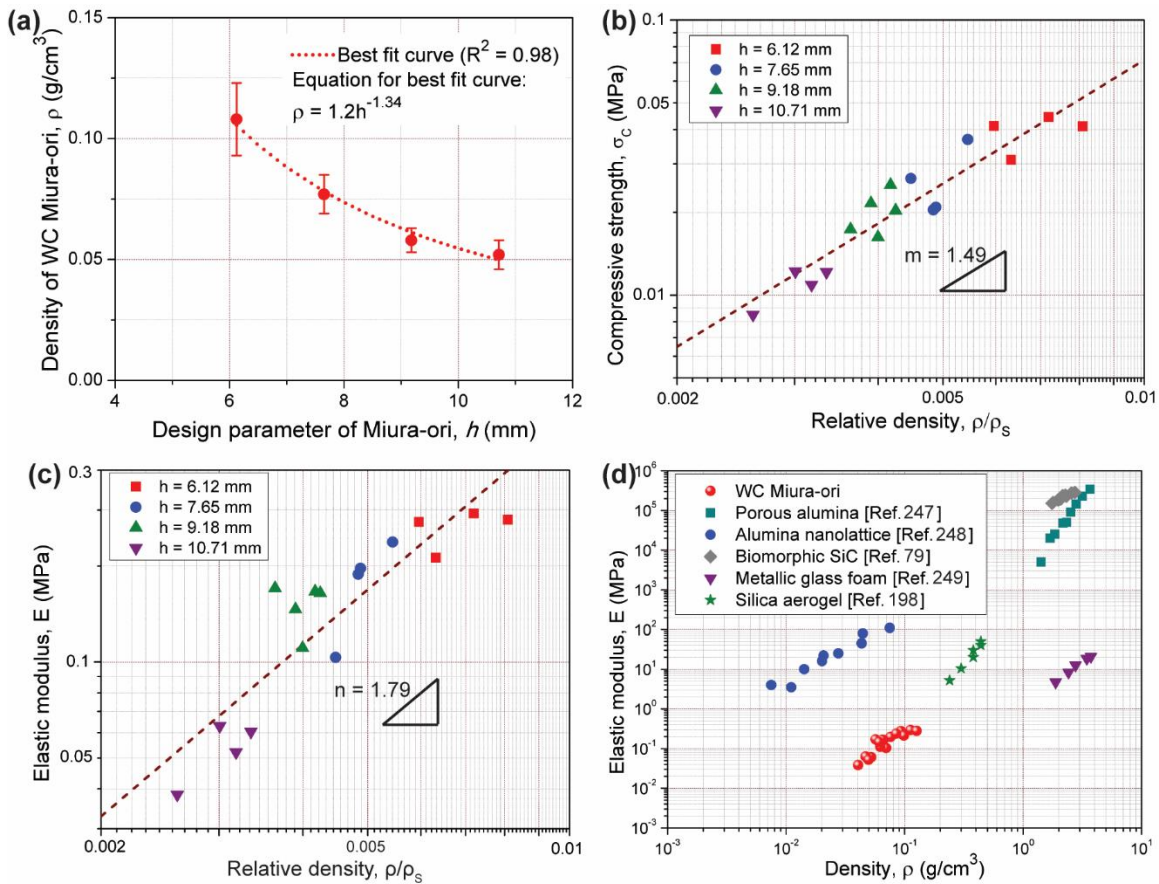 (a)
0.15
0.10
0.05
0.00
Density of WC Miura-ori, ρ (g/cm³)
Best fit curve (R² = 0.98)
Equation for best fit curve:
ρ = 1.2h⁻¹·³⁴
4 6 8 10 12
Design parameter of Miura-ori, h (mm)
(b)
0.1
0.05
0.01
Compressive strength, σC (MPa)
h = 6.12 mm
h = 7.65 mm
h = 9.18 mm
h = 10.71 mm
m = 1.49
0.002 0.005 0.01
Relative density, ρ/ρS
(c)
0.3
0.1
0.05
Elastic modulus, E (MPa)
h = 6.12 mm
h = 7.65 mm
h = 9.18 mm
h = 10.71 mm
n = 1.79
0.002 0.005 0.01
Relative density, ρ/ρS
(d)
10⁶
10⁵
10⁴
10³
10²
10¹
10⁰
10⁻¹
10⁻²
10⁻³
Elastic modulus, E (MPa)
WC Miura-ori
Porous alumina [Ref. 247]
Alumina nanolattice [Ref. 248]
Biomorphic SiC [Ref. 79]
Metallic glass foam [Ref. 249]
Silica aerogel [Ref. 198]
10⁻³ 10⁻² 10⁻¹ 10⁰ 10¹
Density, ρ (g/cm³)